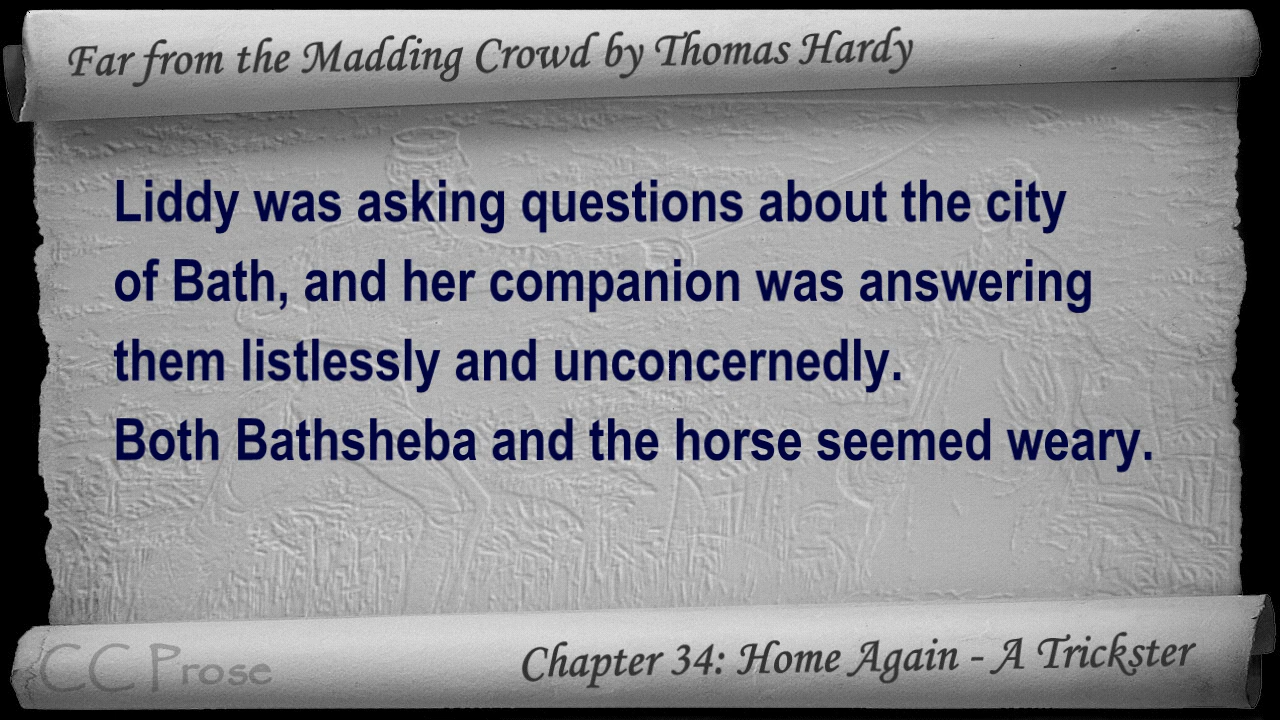 Far from the Madding Crowd by Thomas Hardy
Liddy was asking questions about the city
of Bath, and her companion was answering
them listlessly and unconcernedly.
Both Bathsheba and the horse seemed weary.
CC Prose
Chapter 34: Home Again - A Trickster